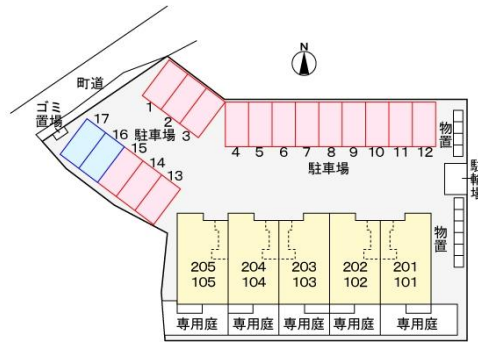 N
町道
ゴミ
置場
17
16
15
14
13
駐車場
1
2
3
4 5 6 7 8 9 10 11 12
駐車場
物置
駐輪場
物置
205 204 203 202 201
105 104 103 102 101
専用庭 専用庭 専用庭 専用庭 専用庭